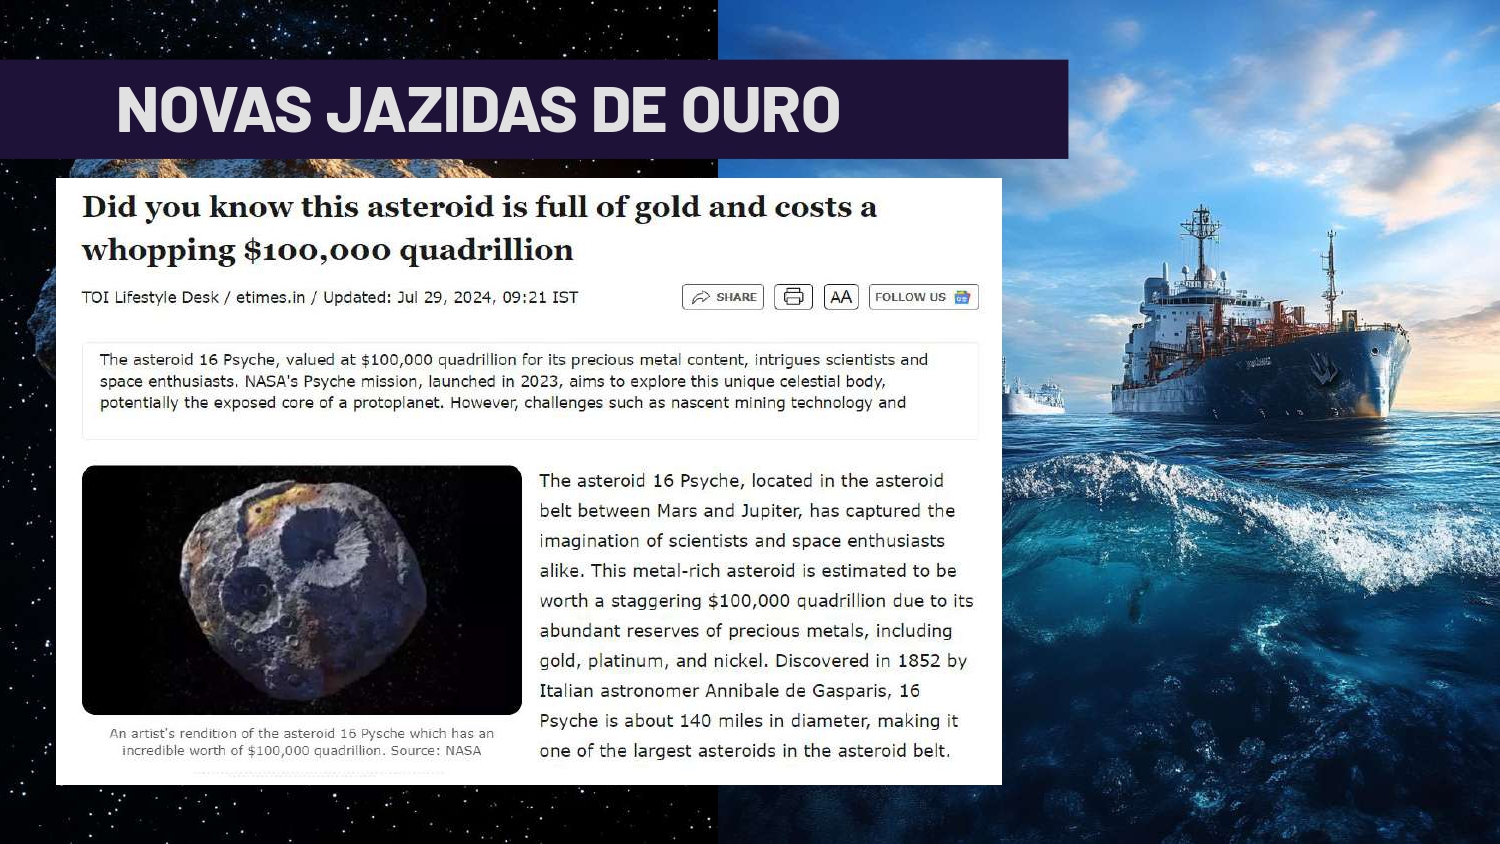 NOVAS JAZIDAS DE OURO
Did you know this asteroid is full of gold and costs a
whopping $100,000 quadrillion
TOI Lifestyle Desk / etimes.in / Updated: Jul 29, 2024, 09:21 IST
SHARE
AA
FOLLOW US
The asteroid 16 Psyche, valued at $100,000 quadrillion for its precious metal content, intrigues scientists and
space enthusiasts. NASA's Psyche mission, launched in 2023, aims to explore this unique celestial body,
potentially the exposed core of a protoplanet. However, challenges such as nascent mining technology and
The asteroid 16 Psyche, located in the asteroid
belt between Mars and Jupiter, has captured the
imagination of scientists and space enthusiasts
alike. This metal-rich asteroid is estimated to be
worth a staggering $100,000 quadrillion due to its
abundant reserves of precious metals, including
gold, platinum, and nickel. Discovered in 1852 by
Italian astronomer Annibale de Gasparis, 16
Psyche is about 140 miles in diameter, making it
one of the largest asteroids in the asteroid belt.
An artist's rendition of the asteroid 16 Pysche which has an
incredible worth of $100,000 quadrillion. Source: NASA